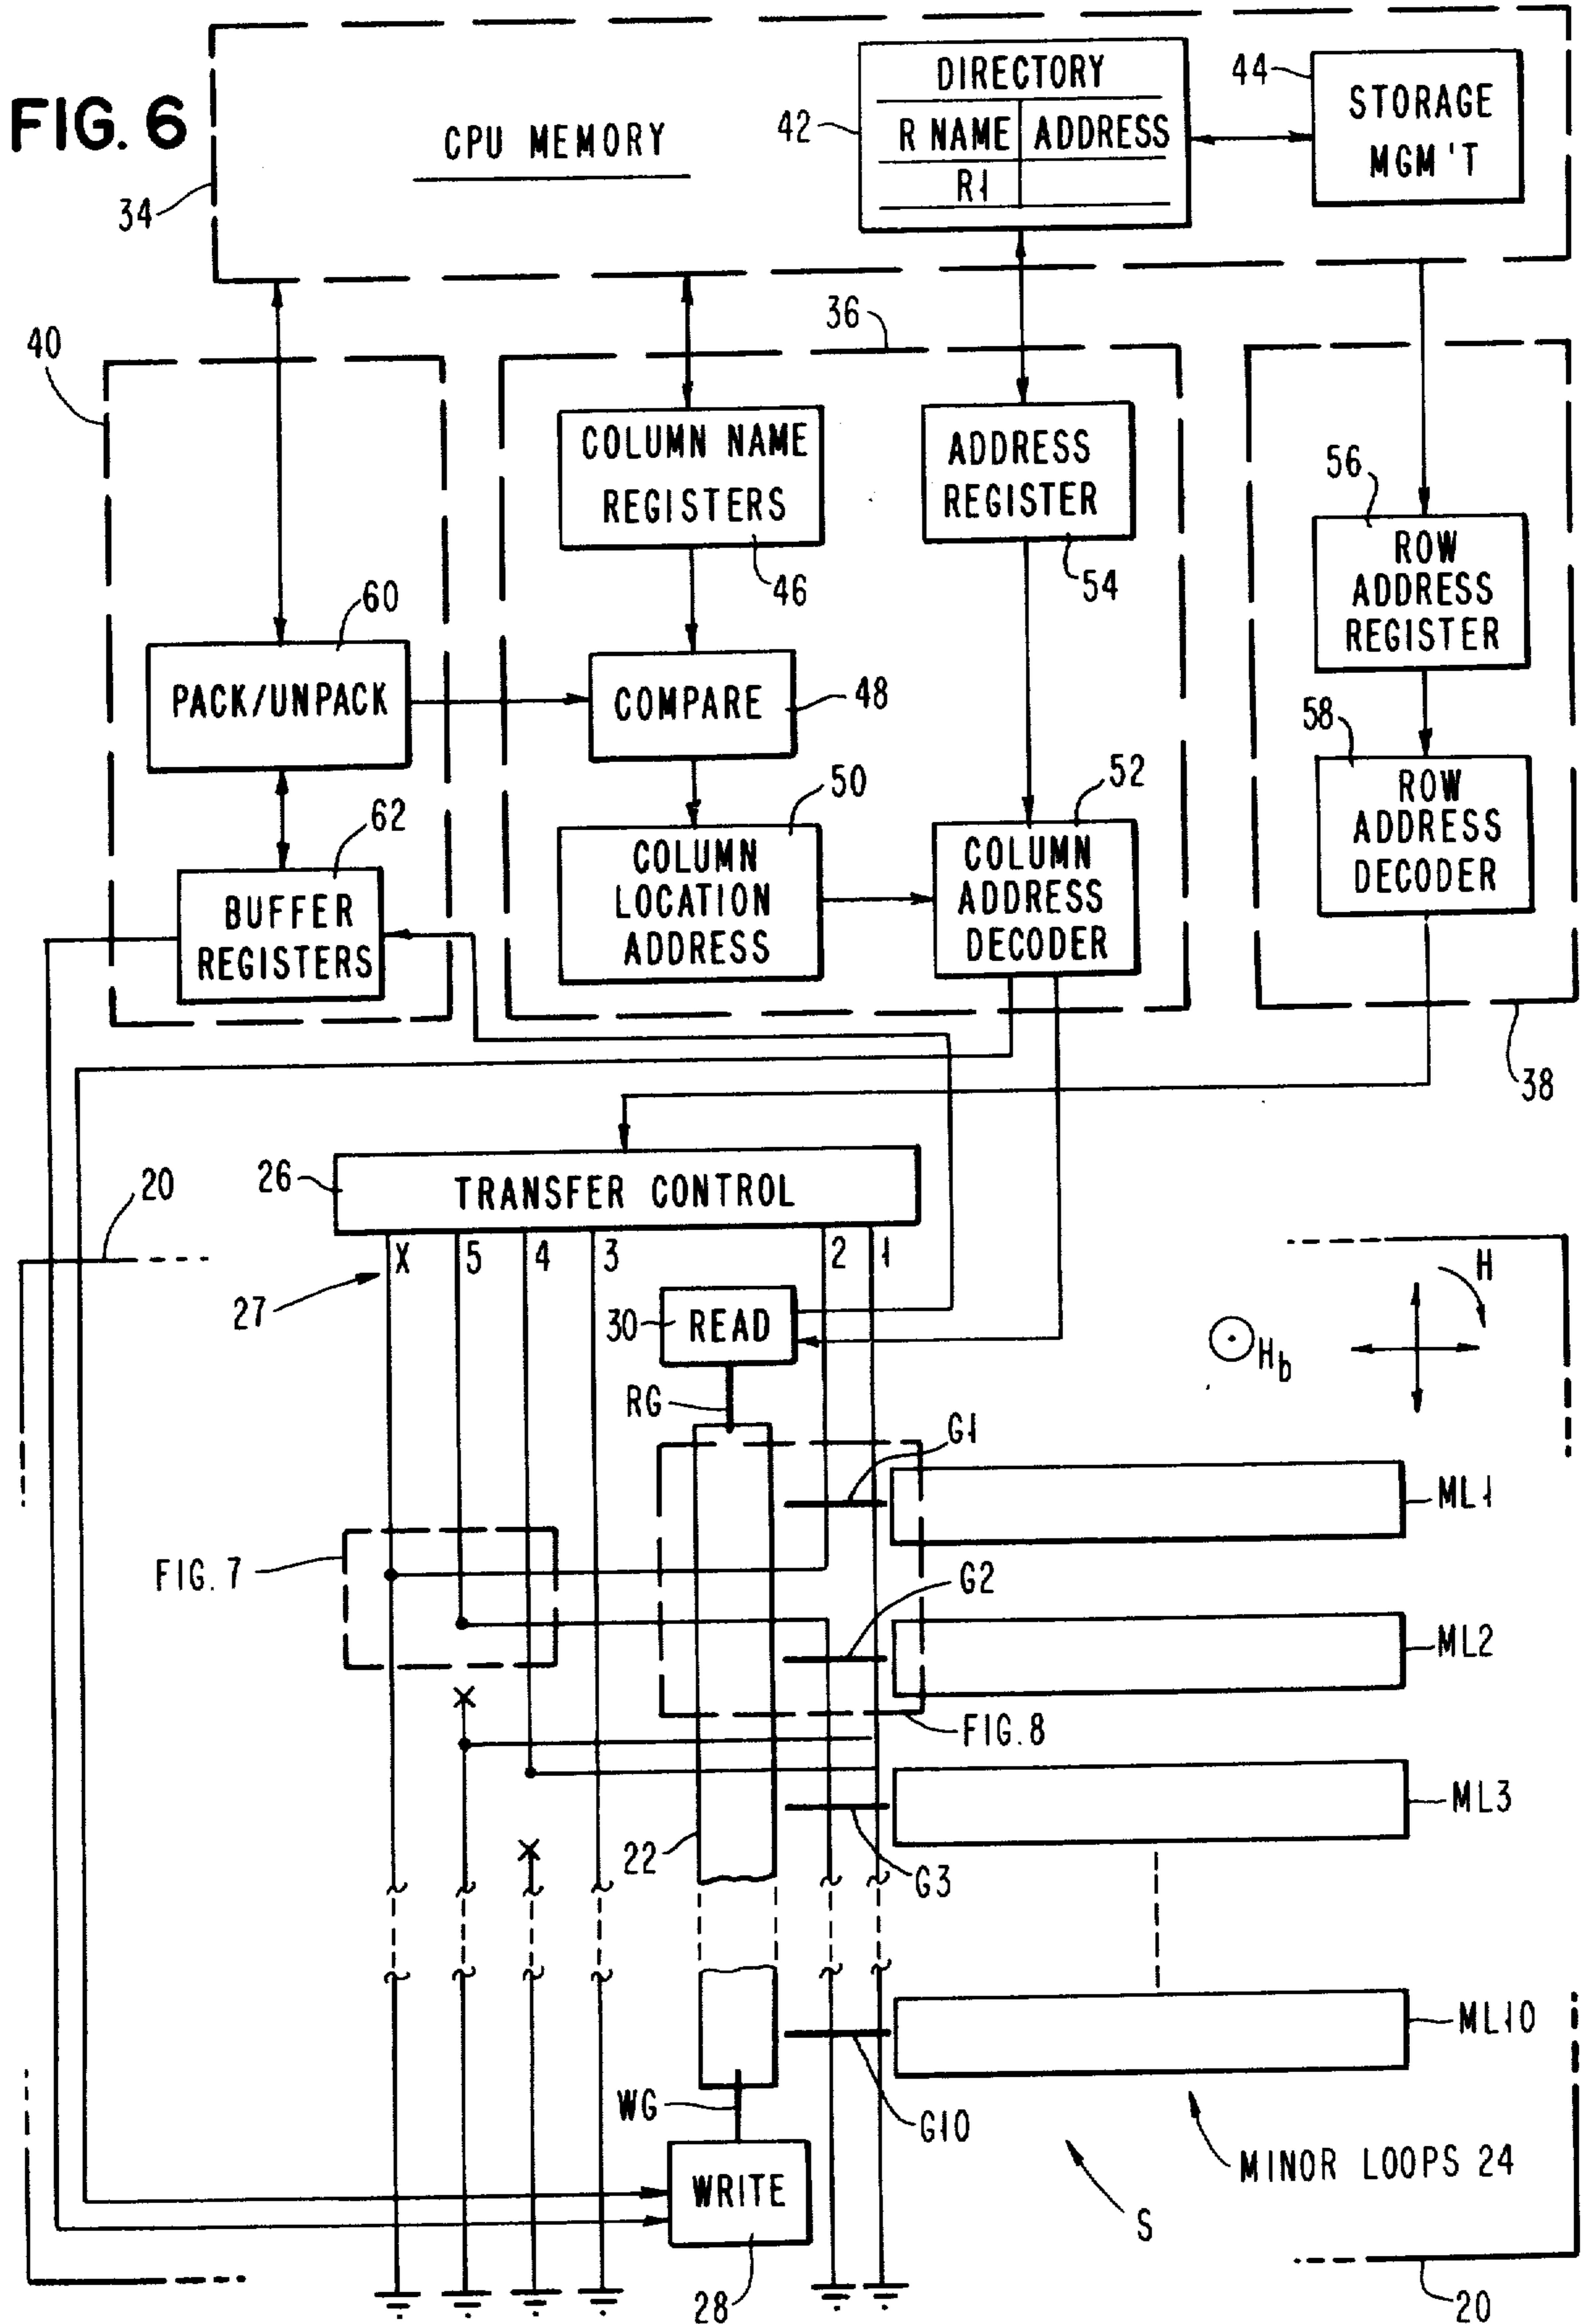 FIG. 6
34
CPU MEMORY
42
DIRECTORY
R NAME ADDRESS
R1
44
STORAGE
MGM'T
40
36
COLUMN NAME
REGISTERS
46
ADDRESS
REGISTER
54
56
ROW
ADDRESS
REGISTER
60
PACK/UNPACK
COMPARE
48
58
ROW
ADDRESS
DECODER
62
BUFFER
REGISTERS
50
COLUMN
LOCATION
ADDRESS
52
COLUMN
ADDRESS
DECODER
38
20
26
TRANSFER CONTROL
X 5 4 3 2 1
27
30
READ
H
Hb
RG
G1
ML1
FIG. 7
G2
ML2
FIG. 8
ML3
22
G3
ML10
WG
G10
MINOR LOOPS 24
WRITE
S
28
20